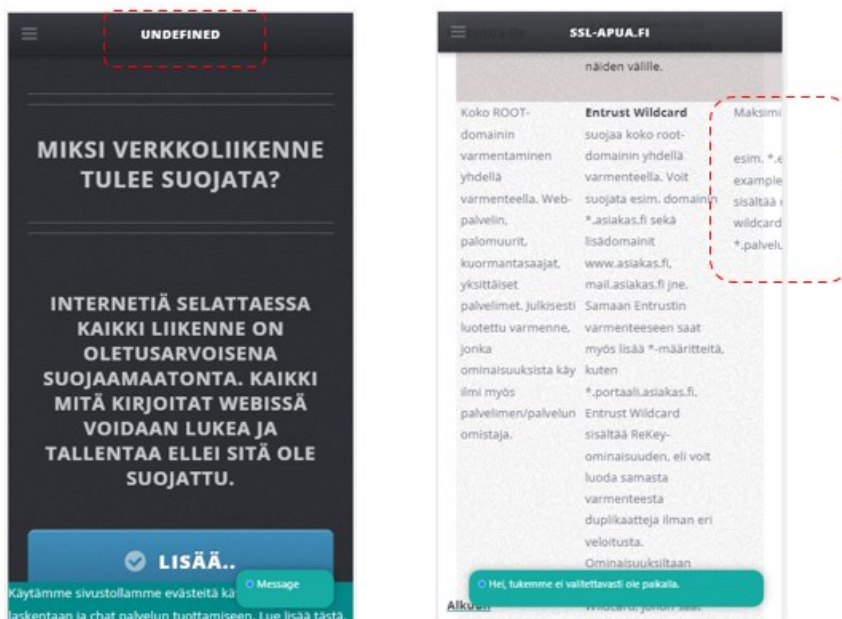 UNDEFINED
MIKSI VERKKOLIIKENNE
TULEE SUOJATA?
INTERNETIÄ SELATTAESSA
KAIKKI LIIKENNE ON
OLETUSARVOISENA
SUOJAAMATONTA. KAIKKI
MITÄ KIRJOITAT WEBISSÄ
VOIDAAN LUKEA JA
TALLENTAA ELLEI SITÄ OLE
SUOJATTU.
LISÄÄ..
Käytämme sivustollamme evästeitä
Message
laskentaan ja chat palvelun tuottamiseen. Lue lisää tästä
SSL-APUA.FI
näiden välille.
Koko ROOT-
domainin
varmentaminen
yhdellä
varmenteella. Web-
palvelin,
palomuurit,
kuormantasaajat,
yksittäiset
palvelimet. Julkisesti
luotettu varmenne,
jonka
ominaisuuksista käy
ilmi myös
palvelimen/palvelun
omistaja.
Entrust Wildcard
suojaa koko root-
domainin yhdellä
varmenteella. Voit
suojata esim. domainin
*.asiakas.fi sekä
lisädomainit
www.asiakas.fi,
mail.asiakas.fi jne.
Samaan Entrustin
varmenteeseen saat
myös lisää *-määritteitä,
kuten
*.portaali.asiakas.fi.
Entrust Wildcard
sisältää ReKey-
ominaisuuden, eli voit
luoda samasta
varmenteesta
duplikaatteja ilman eri
veloitusta.
Ominaisuuksiltaan
Maksimi
esim. *.e
example
sisältää
wildcard
*.palvelu
Hei, tukemme ei valitettavasti ole paikalla.
Alkuun